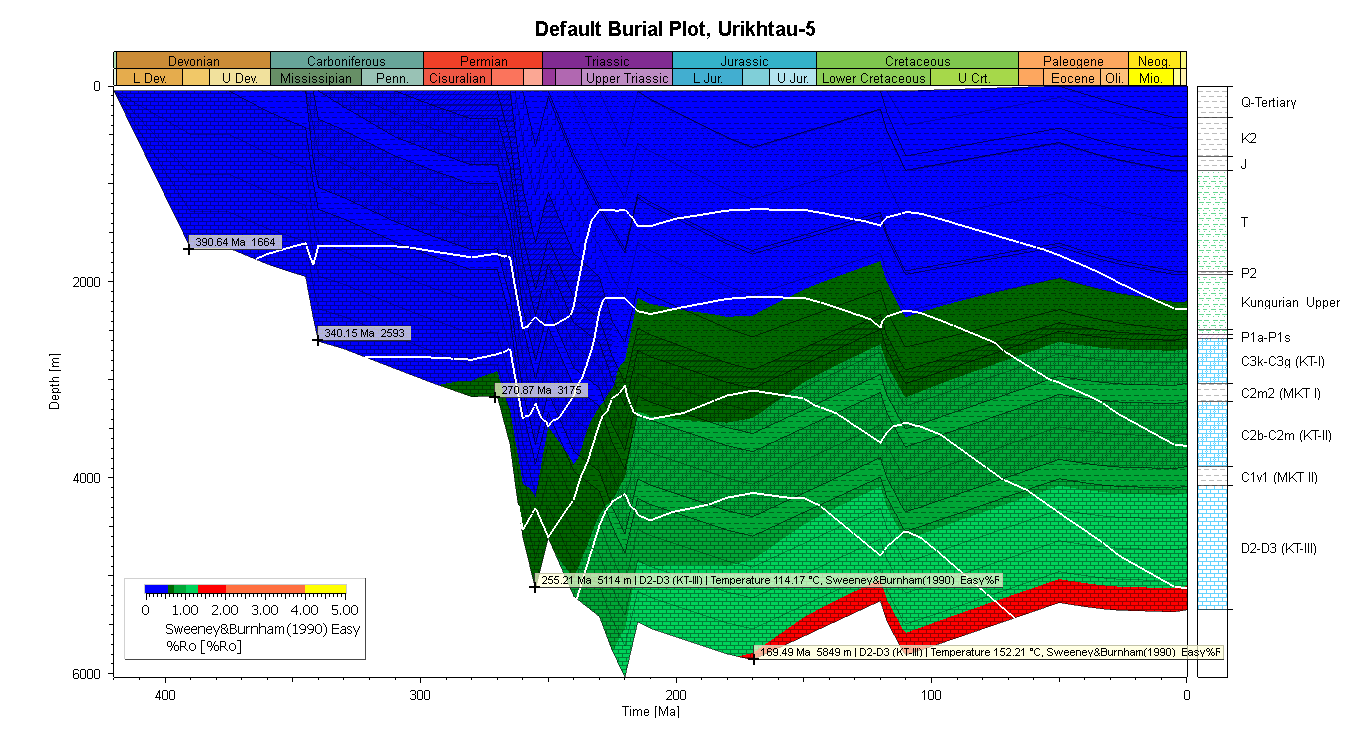 Default Burial Plot, Urikhtau-5
Devonian Carboniferous Permian Triassic Jurassic Cretaceous Paleogene Neog.
L Dev. U Dev. Mississipian Penn. Cisuralian Upper Triassic L Jur. U Jur. Lower Cretaceous U Crt. Eocene Oli. Mio.
0
2000
4000
6000
Depth [m]
390.64 Ma 1664
340.15 Ma 2593
270.87 Ma 3175
255.21 Ma 5114 m | D2-D3 (KT-III) | Temperature 114.17 °C, Sweeney&Burnham(1990) Easy%F
169.49 Ma 5849 m | D2-D3 (KT-III) | Temperature 152.21 °C, Sweeney&Burnham(1990) Easy%F
Q-Tertiary
K2
J
T
P2
Kungurian Upper
P1a-P1s
C3k-C3g (KT-I)
C2m2 (MKT I)
C2b-C2m (KT-II)
C1v1 (MKT II)
D2-D3 (KT-III)
0 1.00 2.00 3.00 4.00 5.00
Sweeney&Burnham(1990) Easy
%Ro [%Ro]
400 300 200 100 0
Time [Ma]